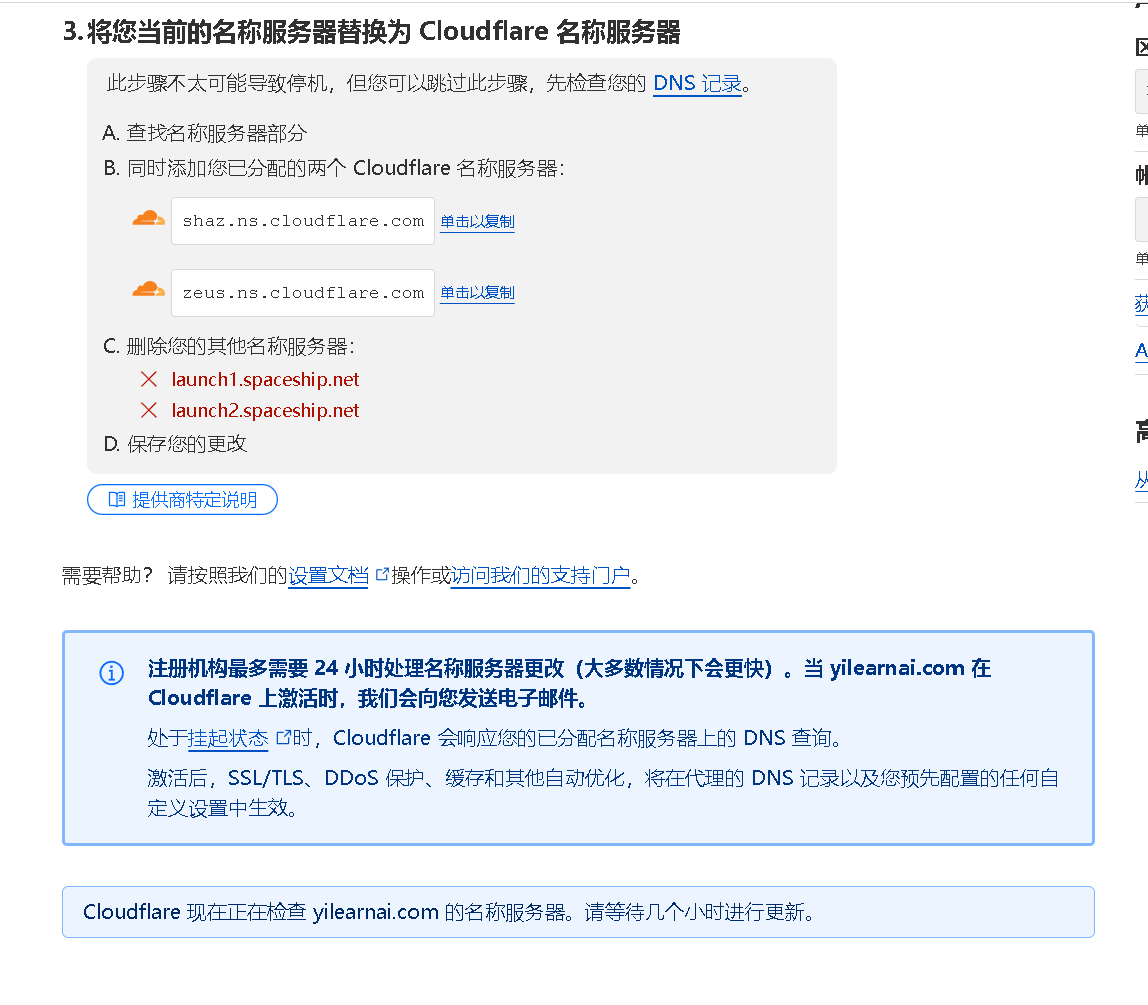 3.将您当前的名称服务器替换为 Cloudflare 名称服务器
此步骤不太可能导致停机，但您可以跳过此步骤，先检查您的 DNS 记录。
A. 查找名称服务器部分
B. 同时添加您已分配的两个 Cloudflare 名称服务器：
shaz.ns.cloudflare.com 单击以复制
zeus.ns.cloudflare.com 单击以复制
C. 删除您的其他名称服务器：
launch1.spaceship.net
launch2.spaceship.net
D. 保存您的更改
提供商特定说明
需要帮助？ 请按照我们的设置文档操作或访问我们的支持门户。
注册机构最多需要 24 小时处理名称服务器更改（大多数情况下会更快）。当 yilearnai.com 在
Cloudflare 上激活时，我们会向您发送电子邮件。
处于挂起状态时，Cloudflare 会响应您的已分配名称服务器上的 DNS 查询。
激活后，SSL/TLS、DDoS 保护、缓存和其他自动优化，将在代理的 DNS 记录以及您预先配置的任何自
定义设置中生效。
Cloudflare 现在正在检查 yilearnai.com 的名称服务器。请等待几个小时进行更新。
单
单
获
A
高
从